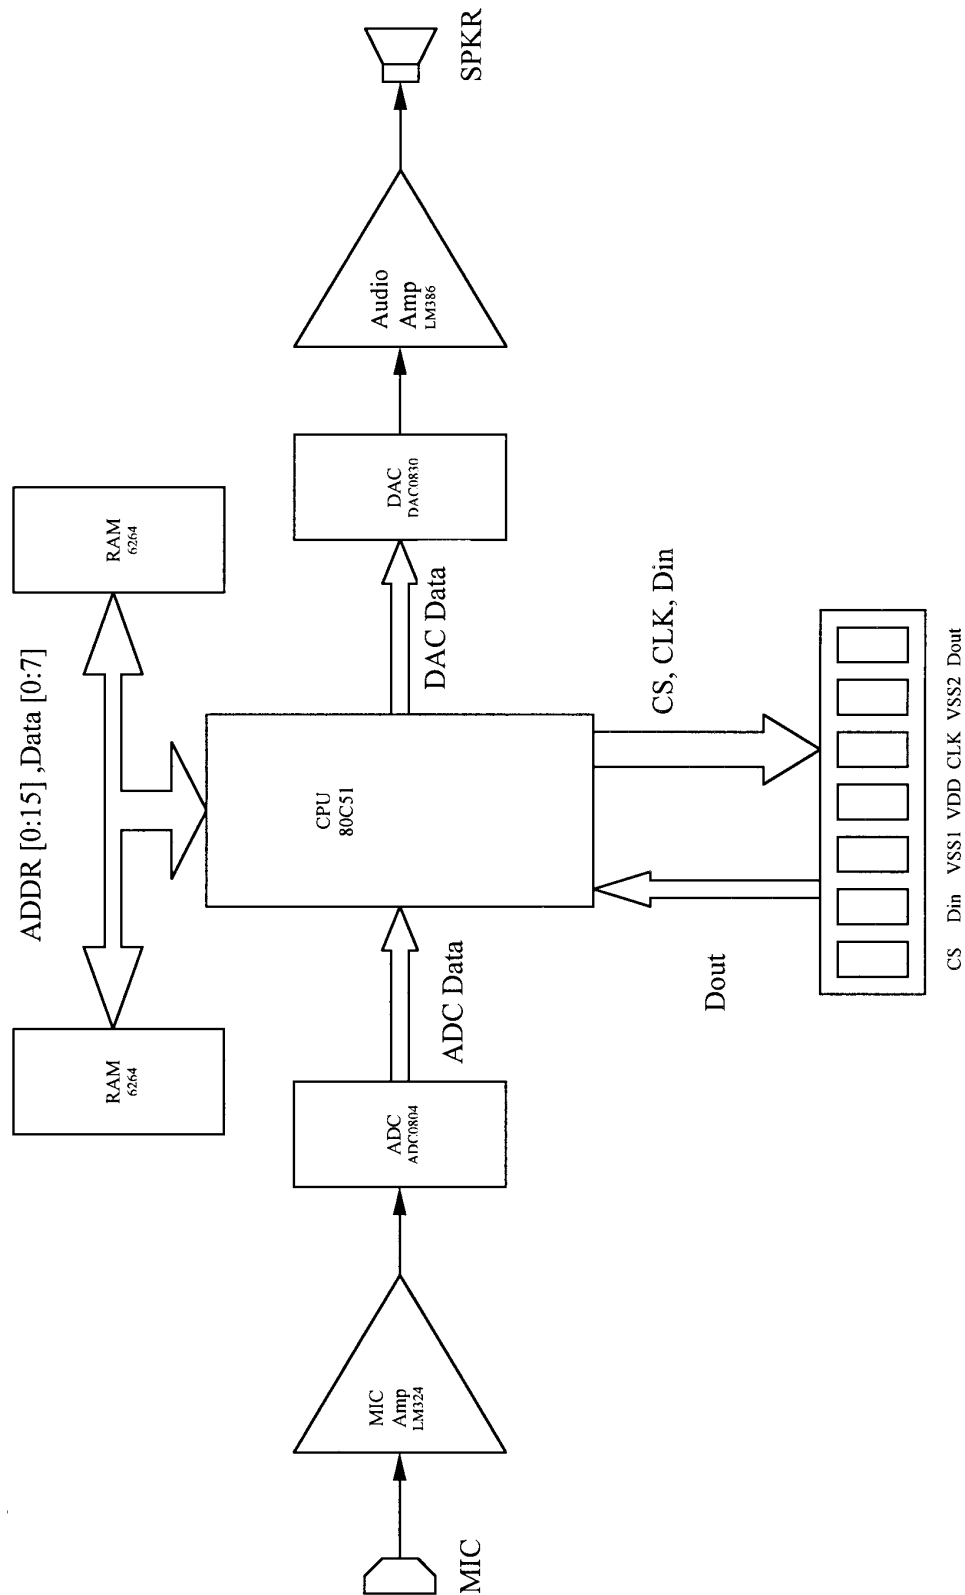 ADDR [0:15] ,Data [0:7]
RAM
6264
RAM
6264
MIC
MIC
Amp
LM324
ADC
ADC0804
ADC Data
CPU
80C51
DAC Data
DAC
DAC0830
Audio
Amp
LM386
SPKR
Dout
CS, CLK, Din
CS Din VSS1 VDD CLK VSS2 Dout